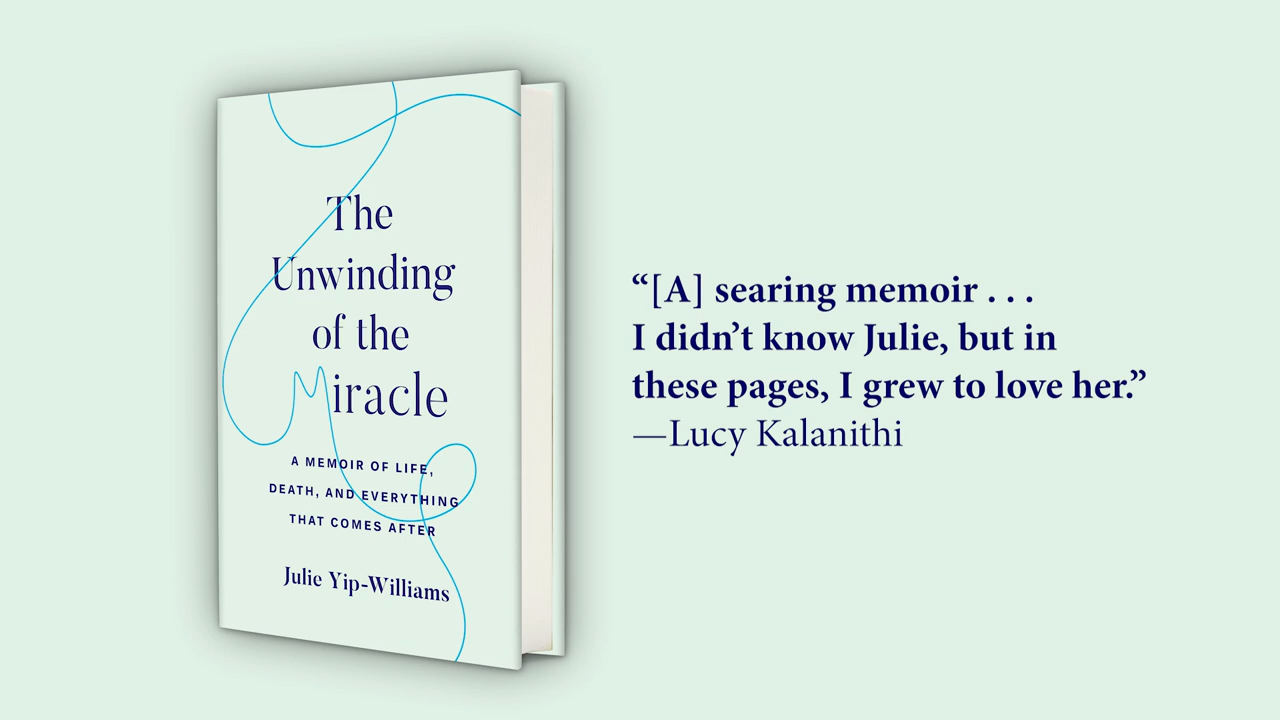 The
Unwinding
of the
Miracle
A MEMOIR OF LIFE,
DEATH, AND EVERYTHING
THAT COMES AFTER
Julie Yip-Williams
“[A] searing memoir . . .
I didn’t know Julie, but in
these pages, I grew to love her.”
—Lucy Kalanithi